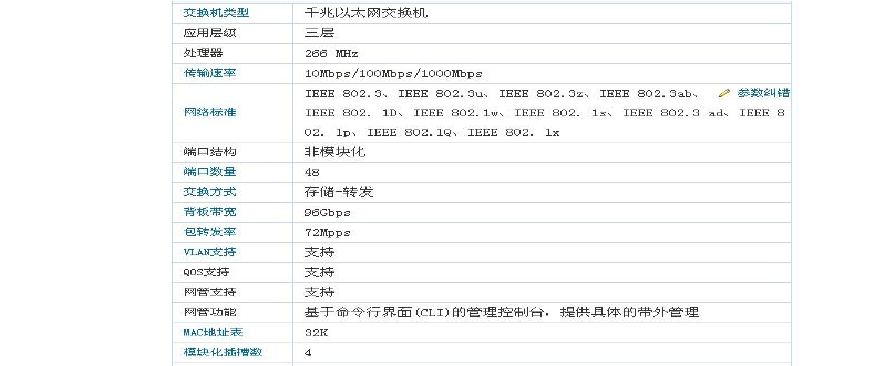 交换机类型 千兆以太网交换机
应用层级 三层
处理器 266 MHz
传输速率 10Mbps/100Mbps/1000Mbps
IEEE 802.3、IEEE 802.3u、IEEE 802.3z、IEEE 802.3ab、 参数纠错
网络标准 IEEE 802. 1D、IEEE 802.1w、IEEE 802. 1s、IEEE 802.3 ad、IEEE 8
02. 1p、IEEE 802.1Q、IEEE 802. 1x
端口结构 非模块化
端口数量 48
交换方式 存储-转发
背板带宽 96Gbps
包转发率 72Mpps
VLAN支持 支持
QOS支持 支持
网管支持 支持
网管功能 基于命令行界面(CLI)的管理控制台，提供具体的带外管理
MAC地址表 32K
模块化插槽数 4